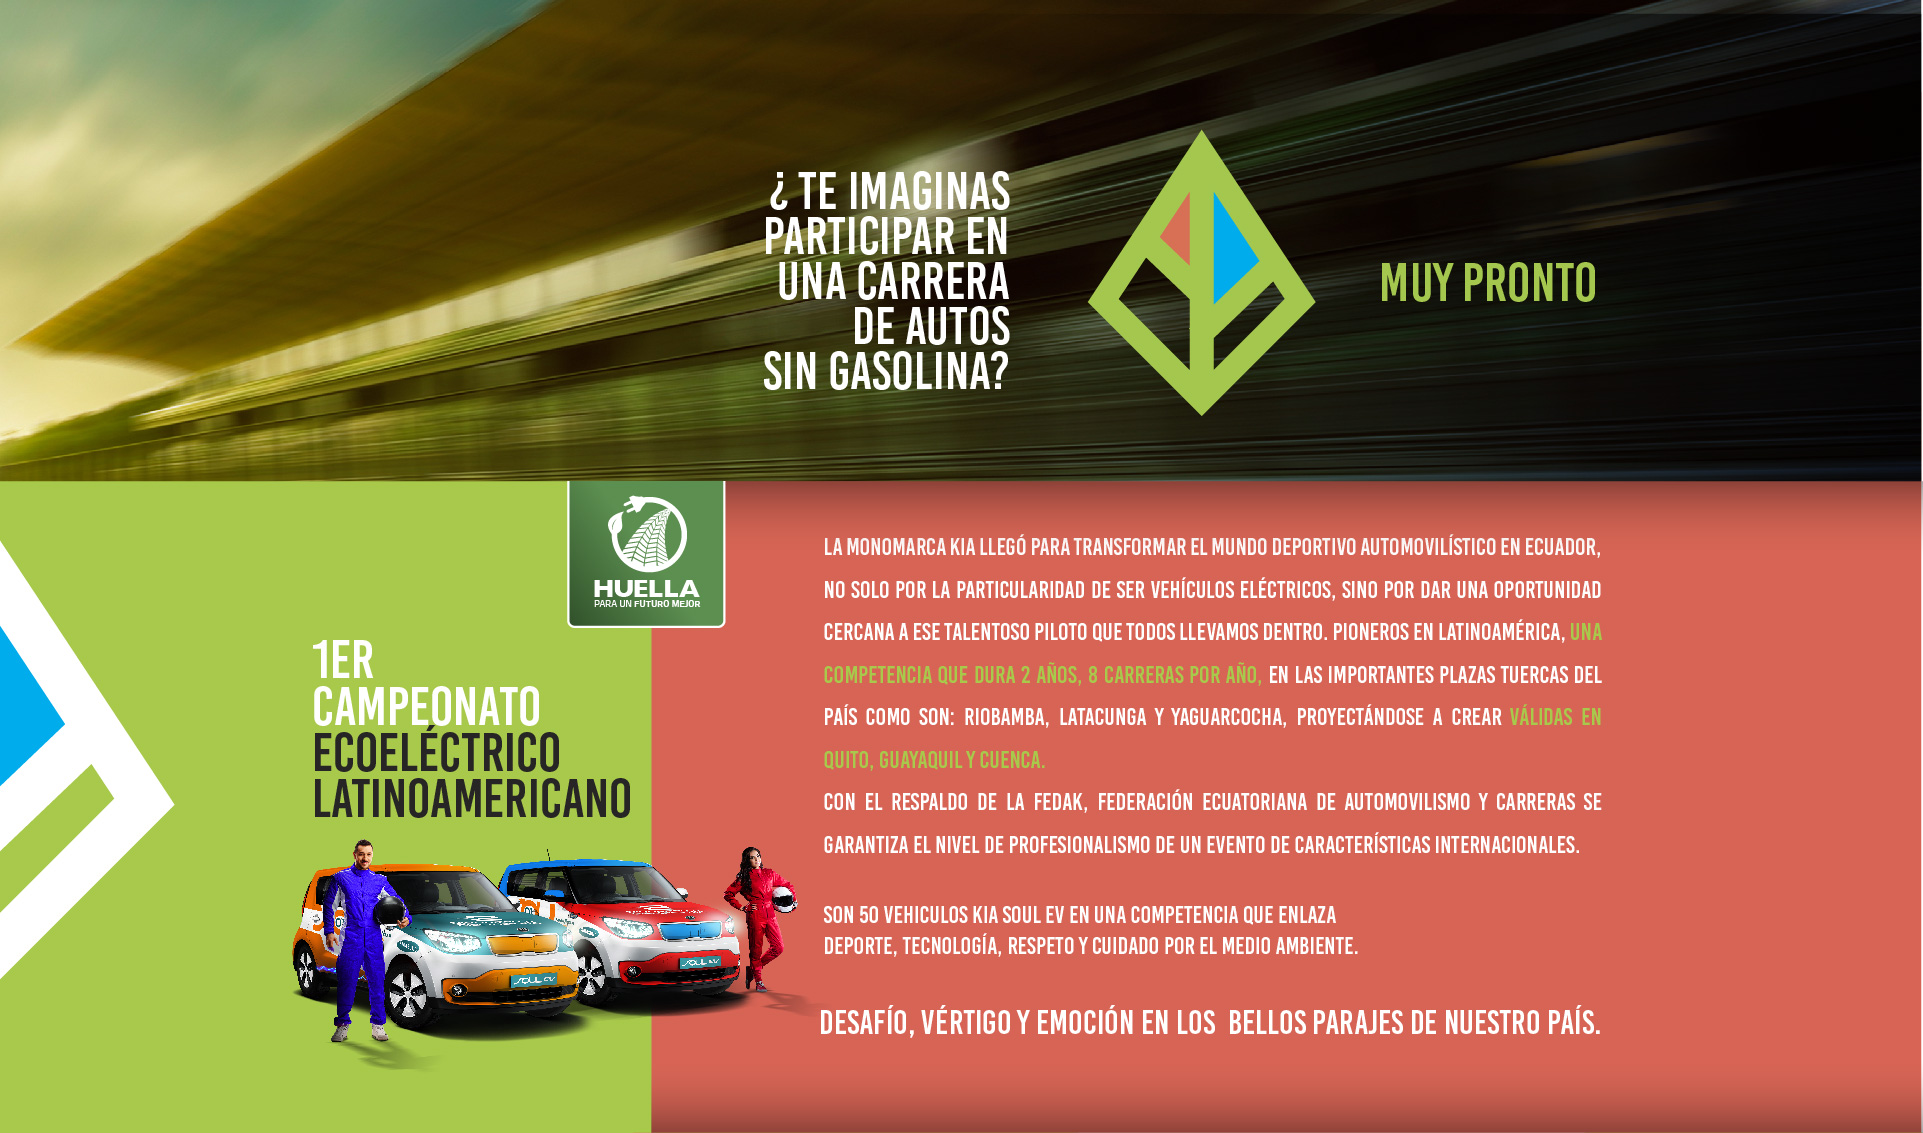 ¿ TE IMAGINAS
PARTICIPAR EN
UNA CARRERA
DE AUTOS
SIN GASOLINA?
MUY PRONTO
HUELLA
PARA UN FUTURO MEJOR
1ER
CAMPEONATO
ECOELÉCTRICO
LATINOAMERICANO
SOUL EV
SOUL EV
LA MONOMARCA KIA LLEGÓ PARA TRANSFORMAR EL MUNDO DEPORTIVO AUTOMOVILÍSTICO EN ECUADOR,
NO SOLO POR LA PARTICULARIDAD DE SER VEHÍCULOS ELÉCTRICOS, SINO POR DAR UNA OPORTUNIDAD
CERCANA A ESE TALENTOSO PILOTO QUE TODOS LLEVAMOS DENTRO. PIONEROS EN LATINOAMÉRICA, UNA
COMPETENCIA QUE DURA 2 AÑOS, 8 CARRERAS POR AÑO, EN LAS IMPORTANTES PLAZAS TUERCAS DEL
PAÍS COMO SON: RIOBAMBA, LATACUNGA Y YAGUARCOCHA, PROYECTÁNDOSE A CREAR VÁLIDAS EN
QUITO, GUAYAQUIL Y CUENCA.
CON EL RESPALDO DE LA FEDAK, FEDERACIÓN ECUATORIANA DE AUTOMOVILISMO Y CARRERAS SE
GARANTIZA EL NIVEL DE PROFESIONALISMO DE UN EVENTO DE CARACTERÍSTICAS INTERNACIONALES.
SON 50 VEHICULOS KIA SOUL EV EN UNA COMPETENCIA QUE ENLAZA
DEPORTE, TECNOLOGÍA, RESPETO Y CUIDADO POR EL MEDIO AMBIENTE.
DESAFÍO, VÉRTIGO Y EMOCIÓN EN LOS BELLOS PARAJES DE NUESTRO PAÍS.